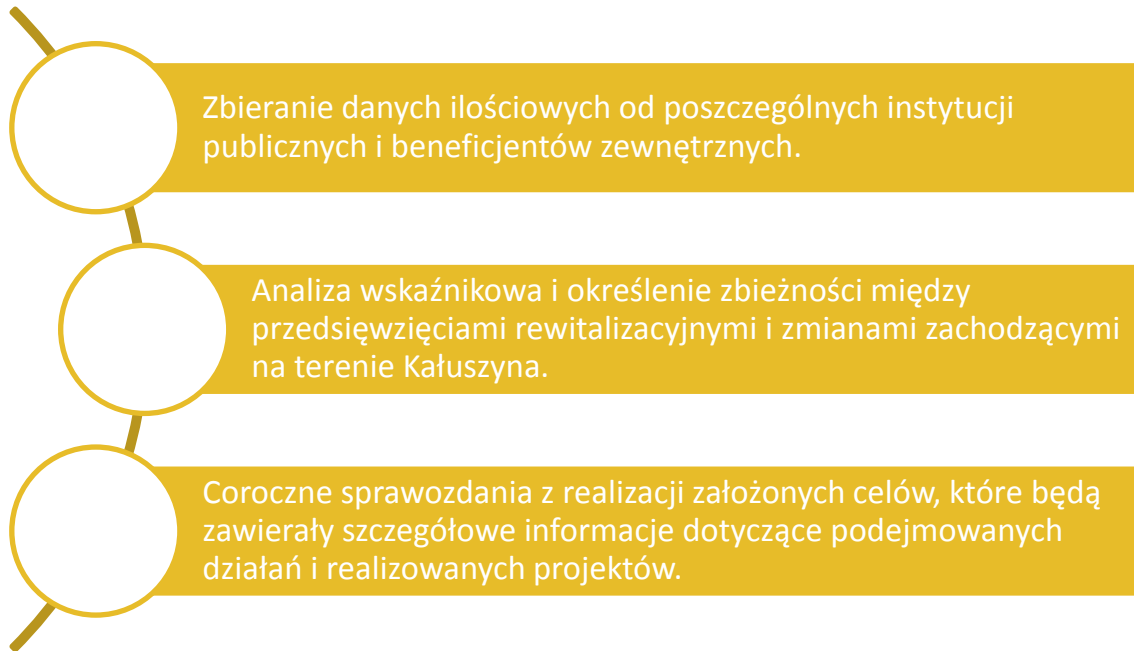 Zbieranie danych ilościowych od poszczególnych instytucji
publicznych i beneficjentów zewnętrznych.
Analiza wskaźnikowa i określenie zbieżności między
przedsięwzięciami rewitalizacyjnymi i zmianami zachodzącymi
na terenie Kałuszyna.
Coroczne sprawozdania z realizacji założonych celów, które będą
zawierały szczegółowe informacje dotyczące podejmowanych
działań i realizowanych projektów.